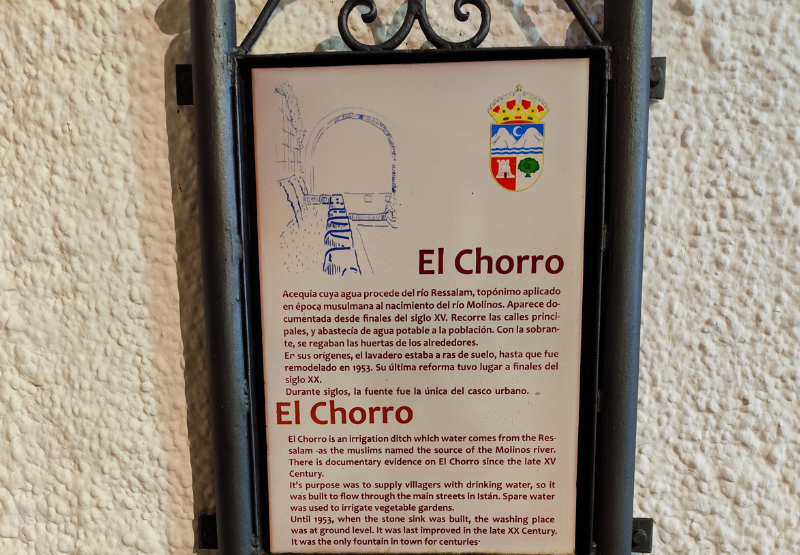 El Chorro
Acequia cuya agua procede del río Ressalam, topónimo aplicado
en época musulmana al nacimiento del río Molinos. Aparece do-
cumentada desde finales del siglo XV. Recorre las calles princi-
pales, y abastecía de agua potable a la población. Con la sobran-
te, se regaban las huertas de los alrededores.
En sus orígenes, el lavadero estaba a ras de suelo, hasta que fue
remodelado en 1953. Su última reforma tuvo lugar a finales del
siglo XX.
Durante siglos, la fuente fue la única del casco urbano.
El Chorro
El Chorro is an irrigation ditch which water comes from the Res-
salam -as the muslims named the source of the Molinos river.
There is documentary evidence on El Chorro since the late XV
Century.
It's purpose was to supply villagers with drinking water, so it
was built to flow through the main streets in Istán. Spare water
was used to irrigate vegetable gardens.
Until 1953, when the stone sink was built, the washing place
was at ground level. It was last improved in the late XX Century.
It was the only fountain in town for centuries·